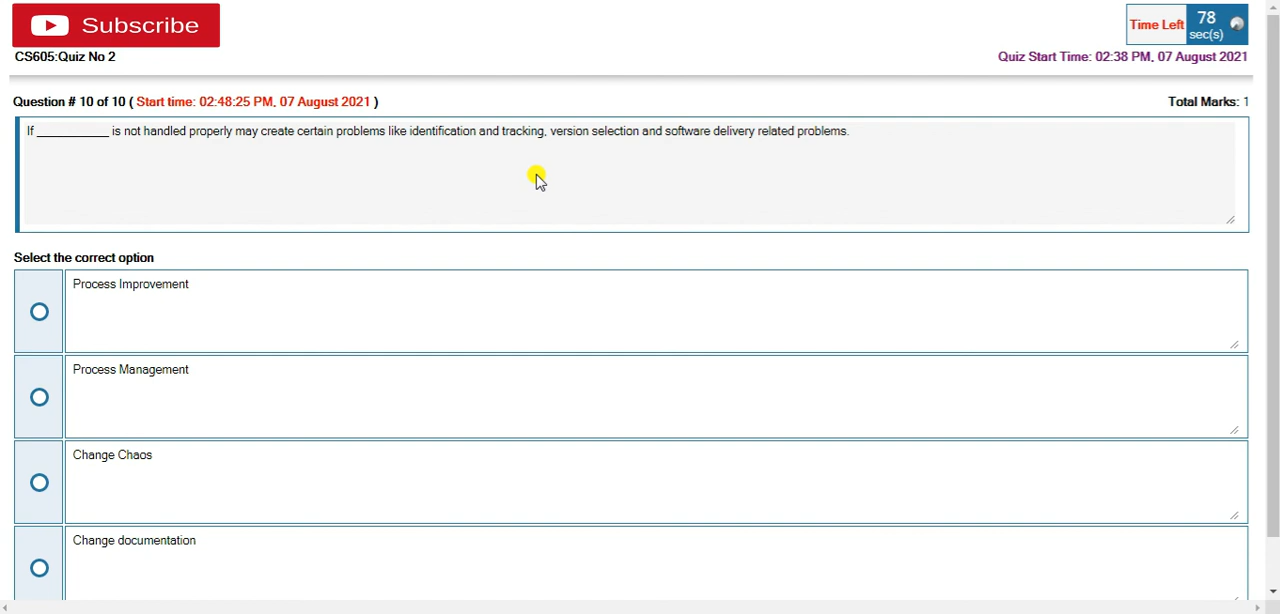 Subscribe
Time Left 78 sec(s)
CS605:Quiz No 2
Quiz Start Time: 02:38 PM, 07 August 2021
Question # 10 of 10 ( Start time: 02:48:25 PM, 07 August 2021 )
Total Marks: 1
If ___________ is not handled properly may create certain problems like identification and tracking, version selection and software delivery related problems.
Select the correct option
Process Improvement
Process Management
Change Chaos
Change documentation